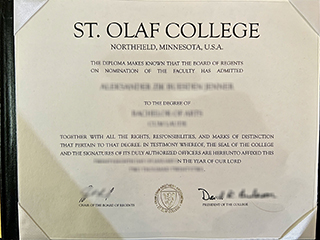 ST. OLAF COLLEGE
NORTHFIELD, MINNESOTA, U.S.A.
THIS DIPLOMA MAKES KNOWN THAT THE BOARD OF REGENTS
ON NOMINATION OF THE FACULTY HAS ADMITTED
TO THE DEGREE OF
BACHELOR OF ARTS
CUM LAUDE
TOGETHER WITH ALL THE RIGHTS, RESPONSIBILITIES, AND MARKS OF DISTINCTION
THAT PERTAIN TO THAT DEGREE. IN TESTIMONY WHEREOF, THE SEAL OF THE COLLEGE
AND THE SIGNATURES OF ITS DULY AUTHORIZED OFFICERS ARE HEREUNTO AFFIXED THIS
IN THE YEAR OF OUR LORD
CHAIR OF THE BOARD OF REGENTS
PRESIDENT OF THE COLLEGE